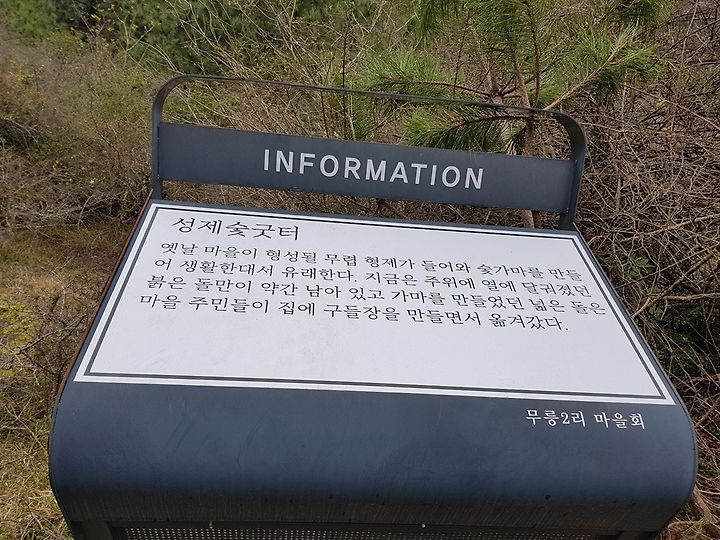 INFORMATION
성제숯굿터
옛날 마을이 형성될 무렵 형제가 들어와 숯가마를 만들
어 생활한대서 유래한다. 지금은 주위에 열에 달궈졌던
붉은 돌만이 약간 남아 있고 가마를 만들었던 넓은 돌은
마을 주민들이 집에 구들장을 만들면서 옮겨갔다.
무릉2리 마을회